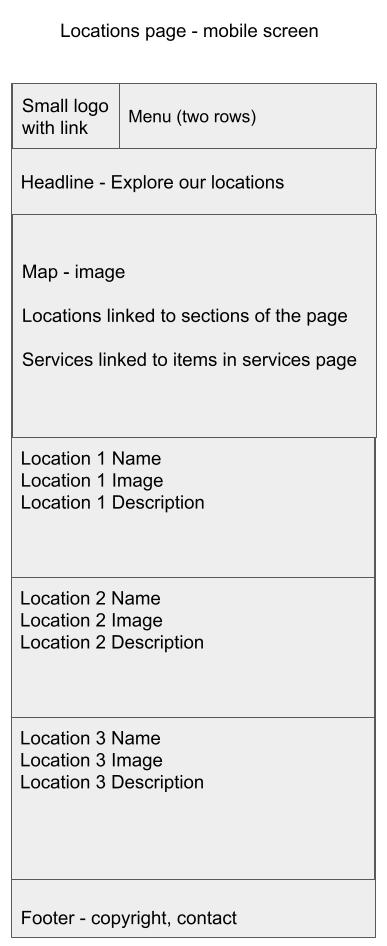 Locations page - mobile screen
Small logo
with link
Menu (two rows)
Headline - Explore our locations
Map - image
Locations linked to sections of the page
Services linked to items in services page
Location 1 Name
Location 1 Image
Location 1 Description
Location 2 Name
Location 2 Image
Location 2 Description
Location 3 Name
Location 3 Image
Location 3 Description
Footer - copyright, contact